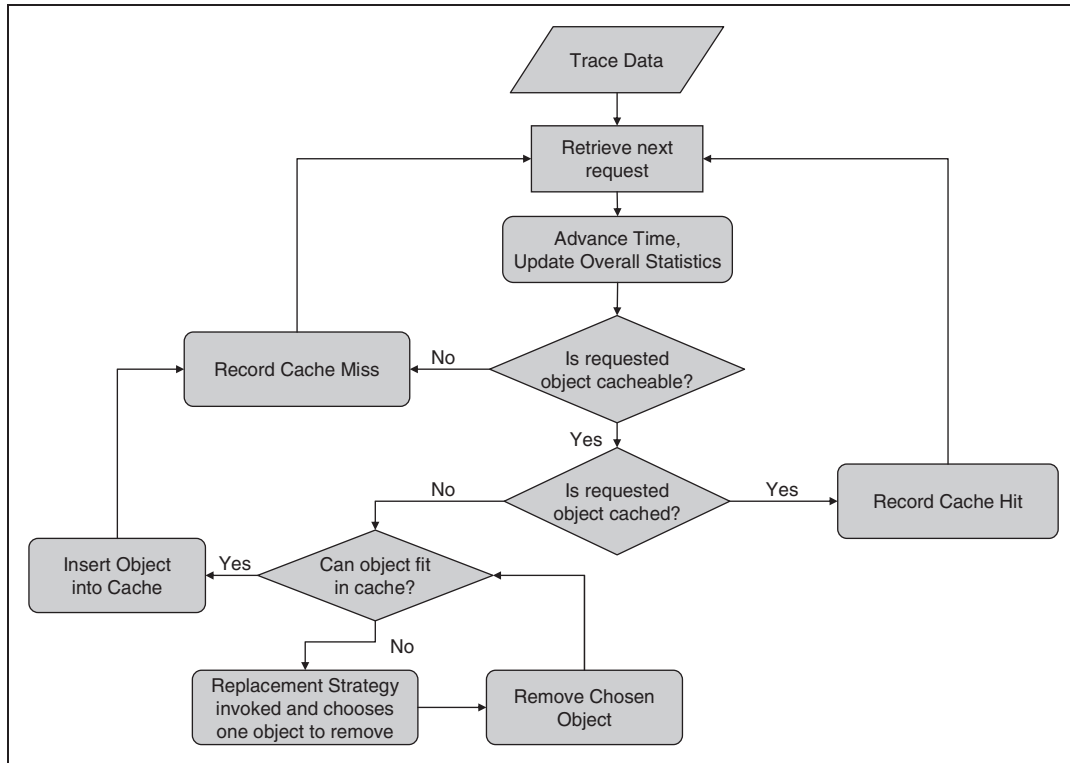 Trace Data
Retrieve next
request
Advance Time,
Update Overall Statistics
Is requested
object cacheable?
No
Record Cache Miss
Yes
Is requested
object cached?
No
Yes
Record Cache Hit
Can object fit
in cache?
Yes
Insert Object
into Cache
No
Replacement Strategy
invoked and chooses
one object to remove
Remove Chosen
Object